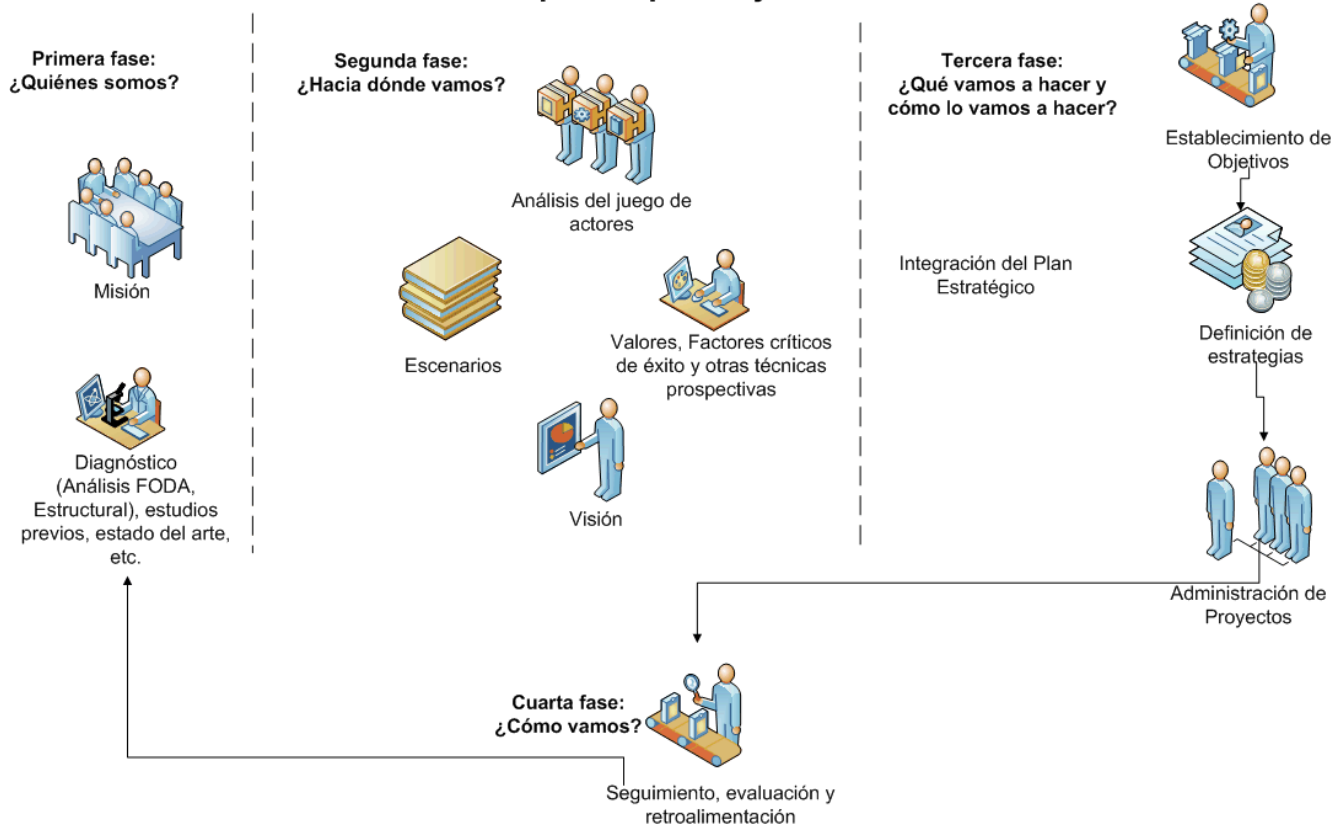 Primera fase:
¿Quiénes somos?
Misión
Diagnóstico
(Análisis FODA,
Estructural), estudios
previos, estado del arte,
etc.
Segunda fase:
¿Hacia dónde vamos?
Análisis del juego de
actores
Escenarios
Valores, Factores críticos
de éxito y otras técnicas
prospectivas
Visión
Tercera fase:
¿Qué vamos a hacer y
cómo lo vamos a hacer?
Establecimiento de
Objetivos
Integración del Plan
Estratégico
Definición de
estrategias
Administración de
Proyectos
Cuarta fase:
¿Cómo vamos?
Seguimiento, evaluación y
retroalimentación